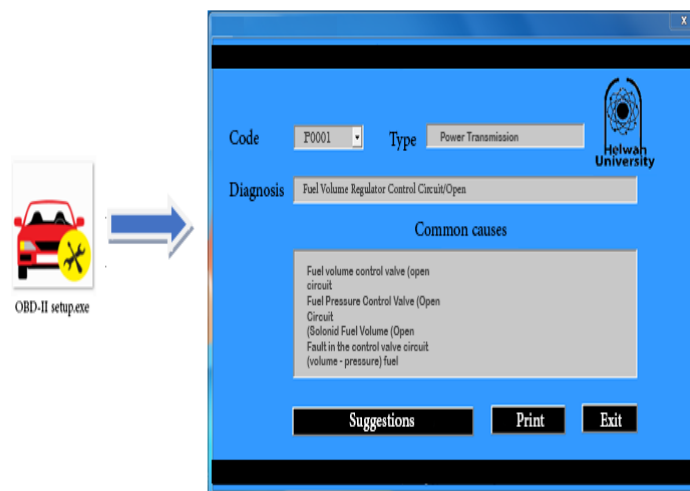 x
Code
P0001
Type
Power Transmission
Helwan
University
Diagnosis
Fuel Volume Regulator Control Circuit/Open
Common causes
Fuel volume control valve (open
circuit
Fuel Pressure Control Valve (Open
Circuit
(Solonid Fuel Volume (Open
Fault in the control valve circuit
(volume - pressure) fuel
OBD-II setup.exe
Suggestions
Print
Exit